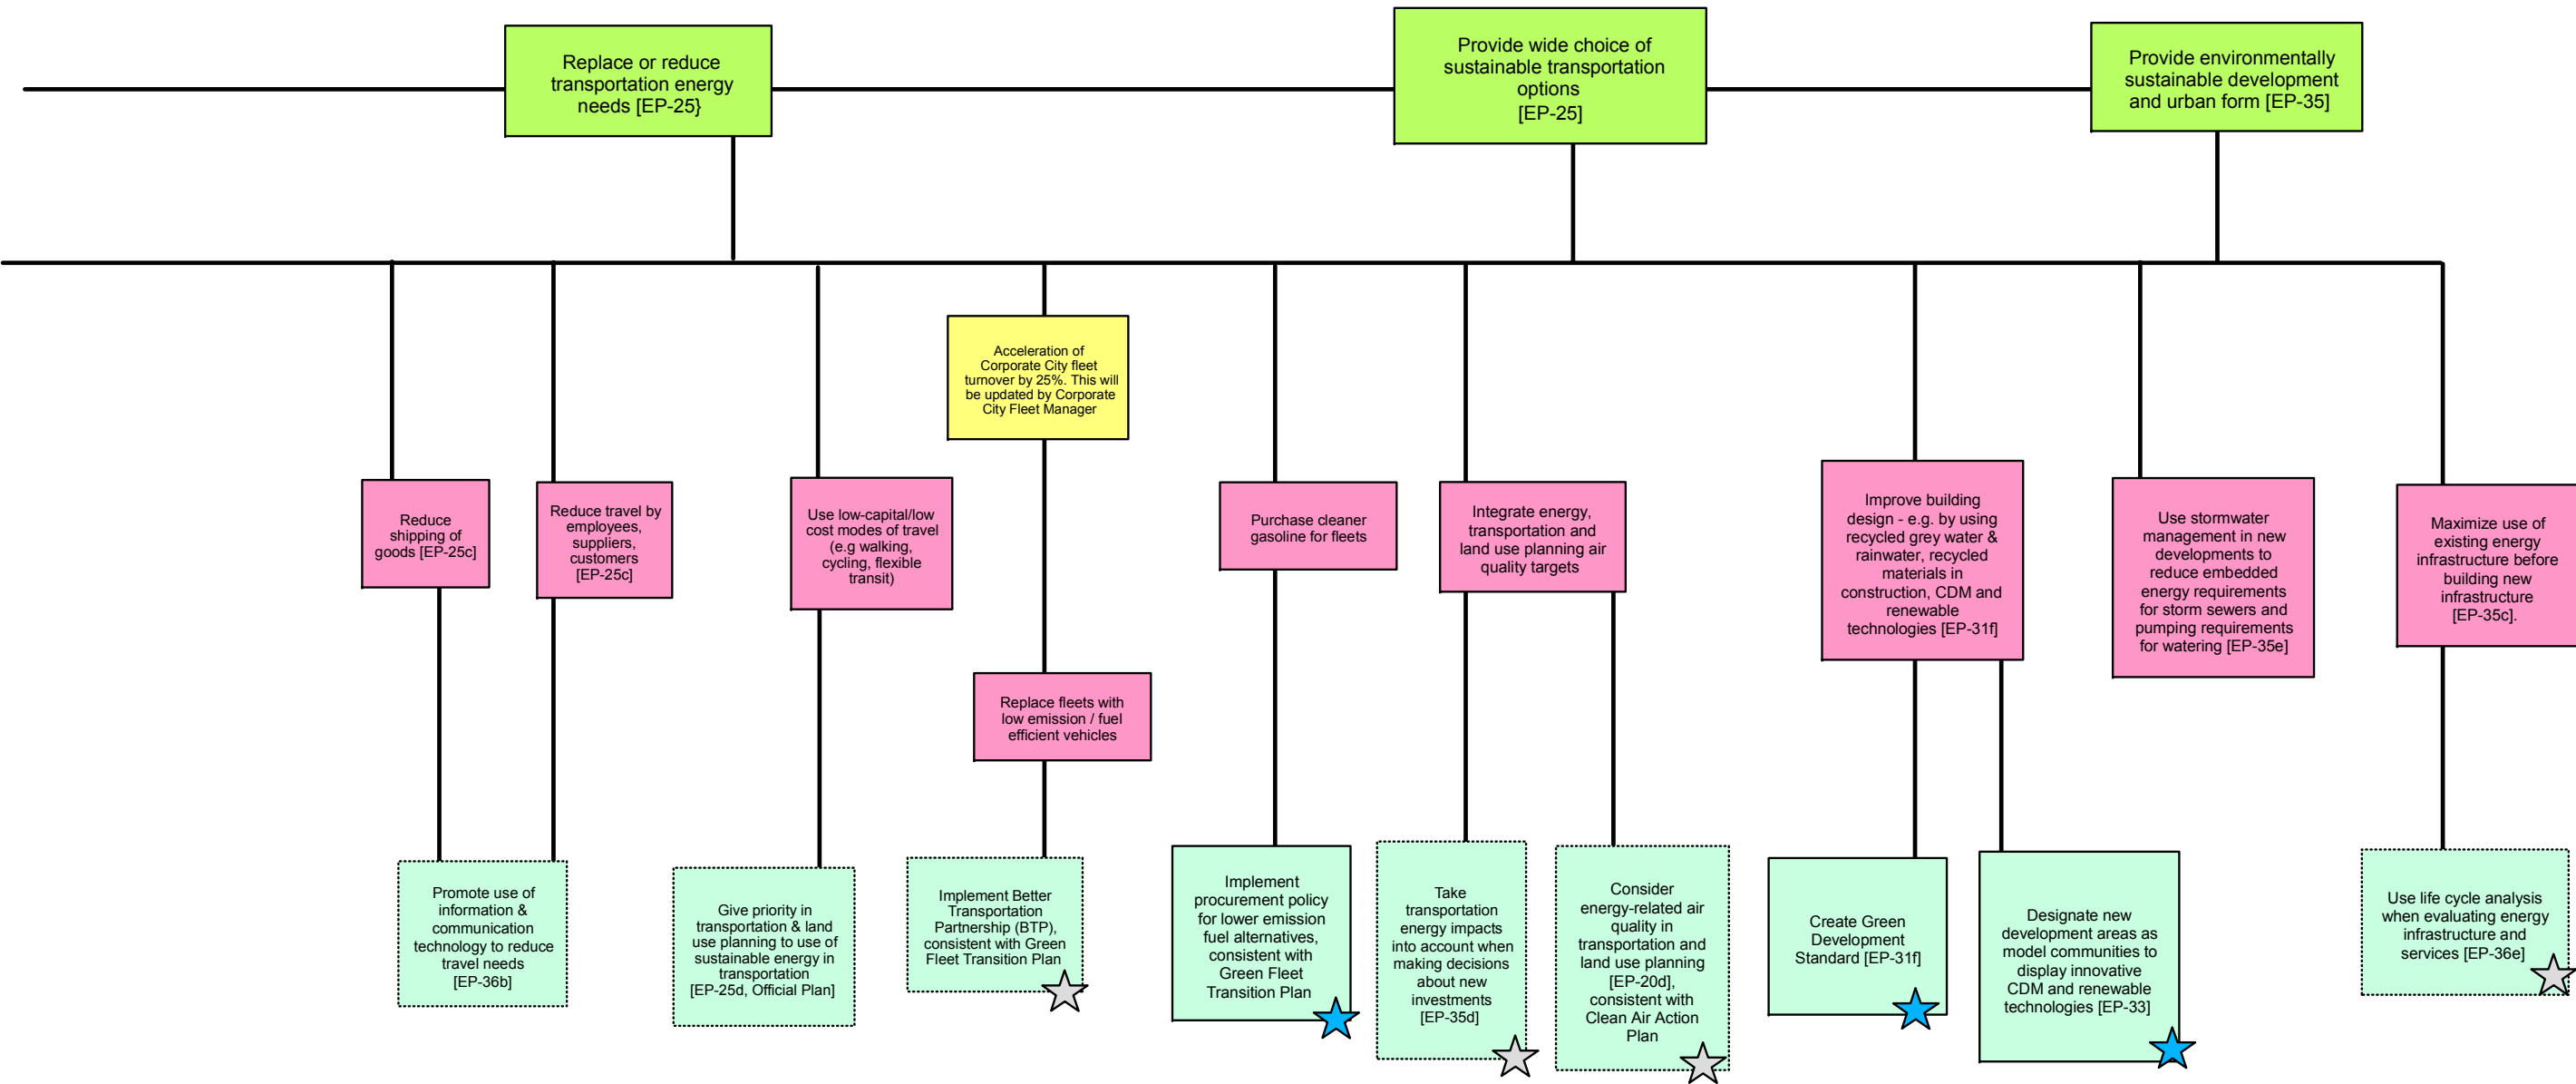 Replace or reduce
transportation energy
needs [EP-25}
Provide wide choice of
sustainable transportation
options
[EP-25]
Provide environmentally
sustainable development
and urban form [EP-35]
Acceleration of
Corporate City fleet
turnover by 25%. This will
be updated by Corporate
City Fleet Manager
Reduce
shipping of
goods [EP-25c]
Reduce travel by
employees,
suppliers,
customers
[EP-25c]
Use low-capital/low
cost modes of travel
(e.g walking,
cycling, flexible
transit)
Replace fleets with
low emission / fuel
efficient vehicles
Purchase cleaner
gasoline for fleets
Integrate energy,
transportation and
land use planning air
quality targets
Improve building
design - e.g. by using
recycled grey water &
rainwater, recycled
materials in
construction, CDM and
renewable
technologies [EP-31f]
Use stormwater
management in new
developments to
reduce embedded
energy requirements
for storm sewers and
pumping requirements
for watering [EP-35e]
Maximize use of
existing energy
infrastructure before
building new
infrastructure
[EP-35c].
Promote use of
information &
communication
technology to reduce
travel needs
[EP-36b]
Give priority in
transportation & land
use planning to use of
sustainable energy in
transportation
[EP-25d, Official Plan]
Implement Better
Transportation
Partnership (BTP),
consistent with Green
Fleet Transition Plan
Implement
procurement policy
for lower emission
fuel alternatives,
consistent with
Green Fleet
Transition Plan
Take
transportation
energy impacts
into account when
making decisions
about new
investments
[EP-35d]
Consider
energy-related air
quality in
transportation and
land use planning
[EP-20d],
consistent with
Clean Air Action
Plan
Create Green
Development
Standard [EP-31f]
Designate new
development areas as
model communities to
display innovative
CDM and renewable
technologies [EP-33]
Use life cycle analysis
when evaluating energy
infrastructure and
services [EP-36e]